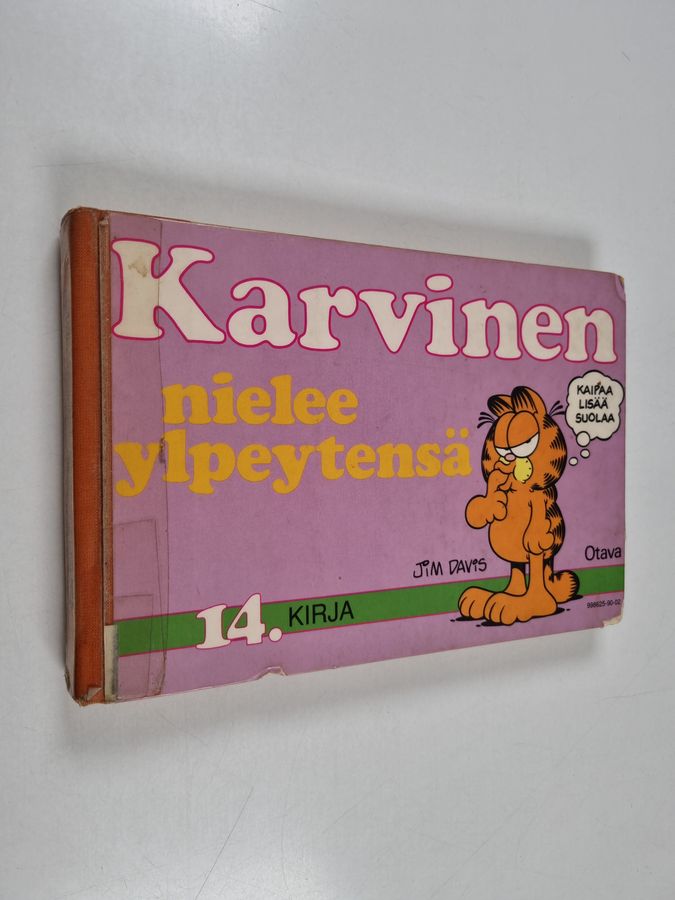 Karvinen
nielee
ylpeytensä
KAIPAA
LISÄÄ
SUOLAA
JIM DAVIS
Otava
14. KIRJA
998625-90-02